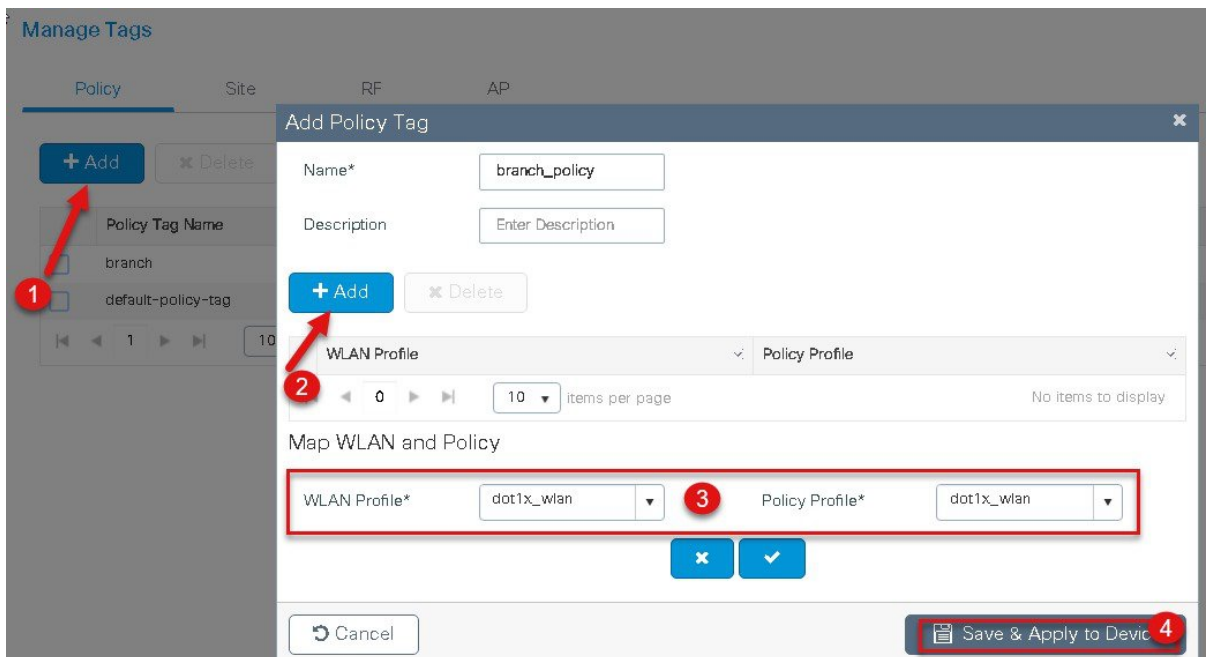 Manage Tags
Policy Site RF AP
Add Policy Tag
+ Add ✖ Delete
Name* branch_policy
Policy Tag Name
Description Enter Description
branch
default-policy-tag
+ Add ✖ Delete
1
1 10
WLAN Profile Policy Profile
2
0 10 items per page No items to display
Map WLAN and Policy
WLAN Profile* dot1x_wlan 3 Policy Profile* dot1x_wlan
Cancel Save & Apply to Devic 4